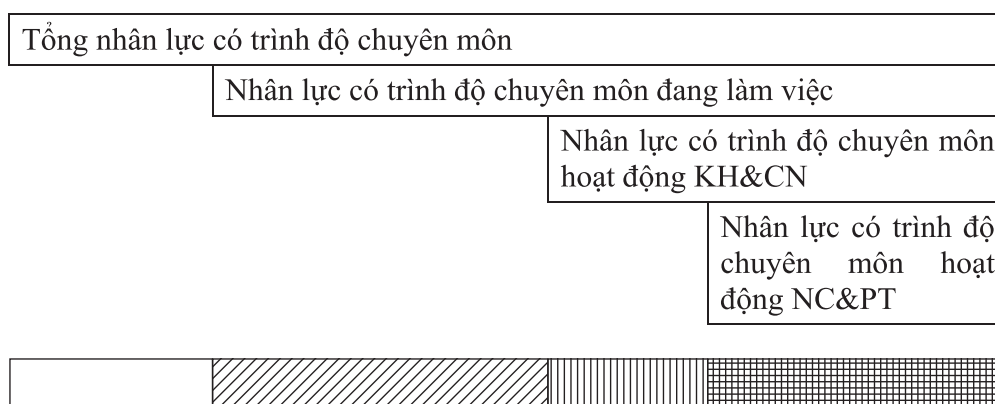 Tổng nhân lực có trình độ chuyên môn
Nhân lực có trình độ chuyên môn đang làm việc
Nhân lực có trình độ chuyên môn
hoạt động KH&CN
Nhân lực có trình độ
chuyên môn hoạt
động NC&PT